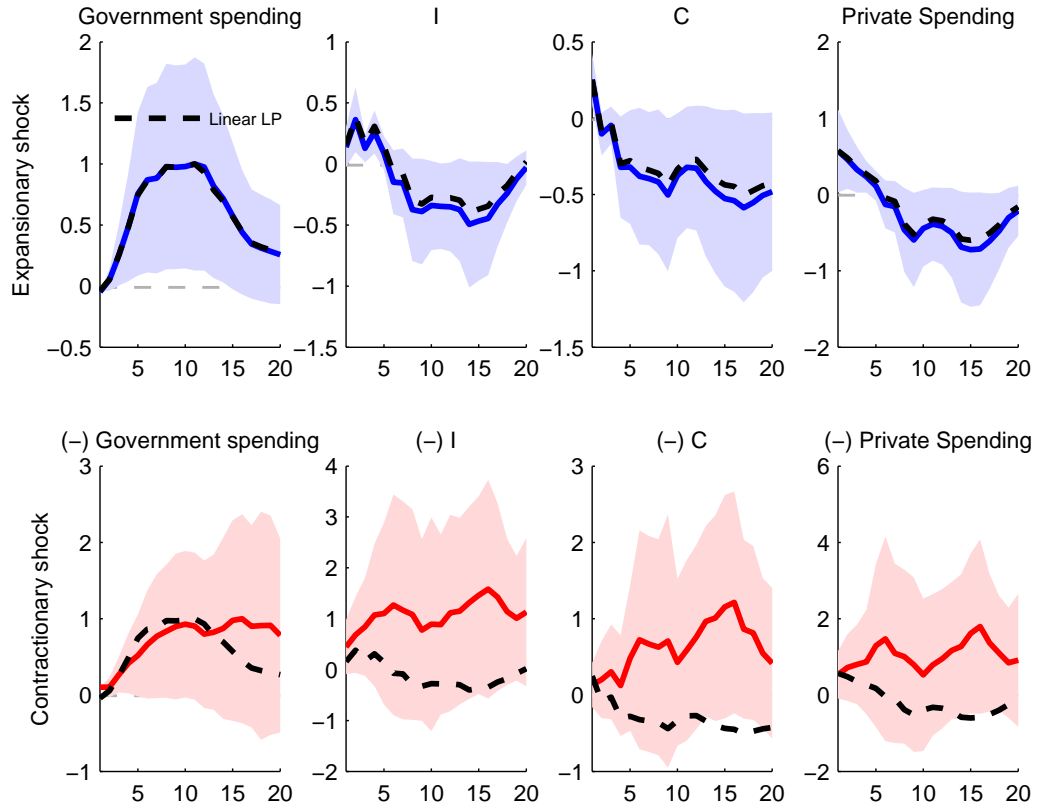 Government spending
I
C
Private Spending
Expansionary shock
2
1.5
1
0.5
0
−0.5
Linear LP
5 10 15 20
1
0.5
0
−0.5
−1
−1.5
5 10 15 20
0.5
0
−0.5
−1
−1.5
5 10 15 20
2
1
0
−1
−2
5 10 15 20
(−) Government spending
(−) I
(−) C
(−) Private Spending
Contractionary shock
3
2
1
0
−1
5 10 15 20
4
3
2
1
0
−1
−2
5 10 15 20
3
2
1
0
−1
5 10 15 20
6
4
2
0
−2
5 10 15 20